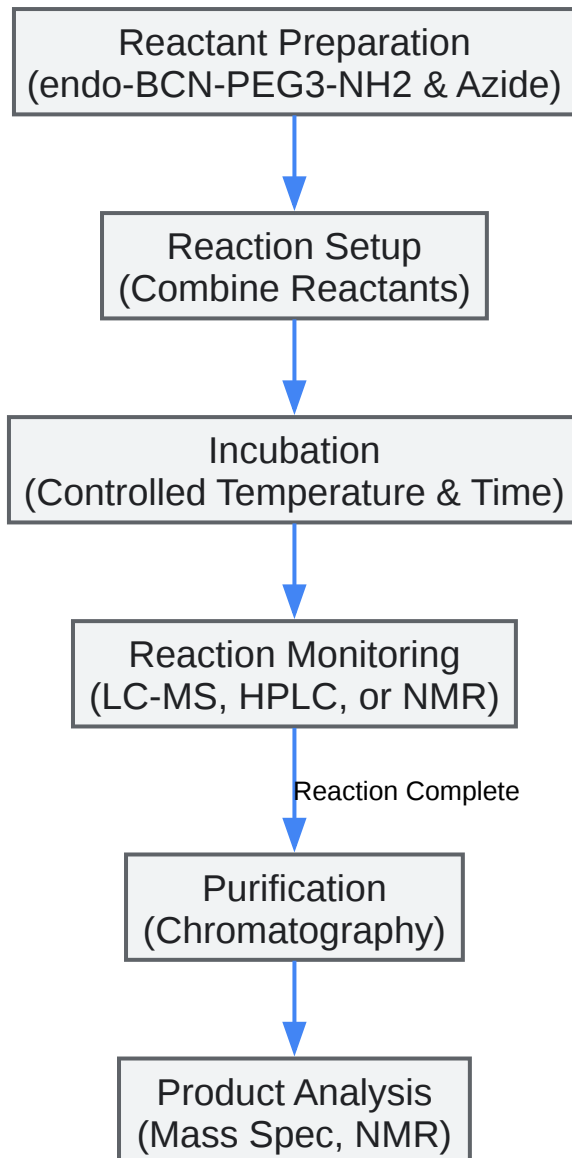 Reactant Preparation
(endo-BCN-PEG3-NH2 & Azide)
Reaction Setup
(Combine Reactants)
Incubation
(Controlled Temperature & Time)
Reaction Monitoring
(LC-MS, HPLC, or NMR)
Reaction Complete
Purification
(Chromatography)
Product Analysis
(Mass Spec, NMR)